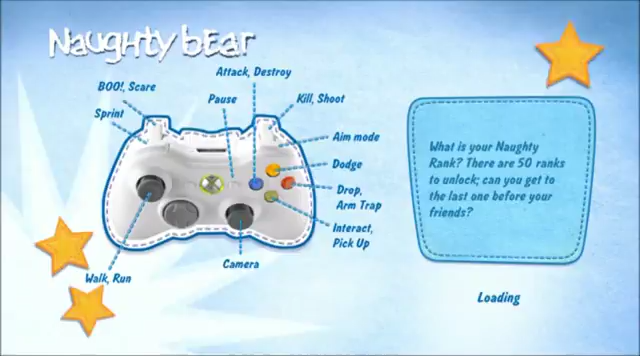 Naughty bEar
Attack, Destroy
BOO!, Scare
Pause
Kill, Shoot
Sprint
Aim mode
Dodge
Drop,
Arm Trap
Interact,
Pick Up
Camera
Walk, Run
What is your Naughty
Rank? There are 50 ranks
to unlock; can you get to
the last one before your
friends?
Loading